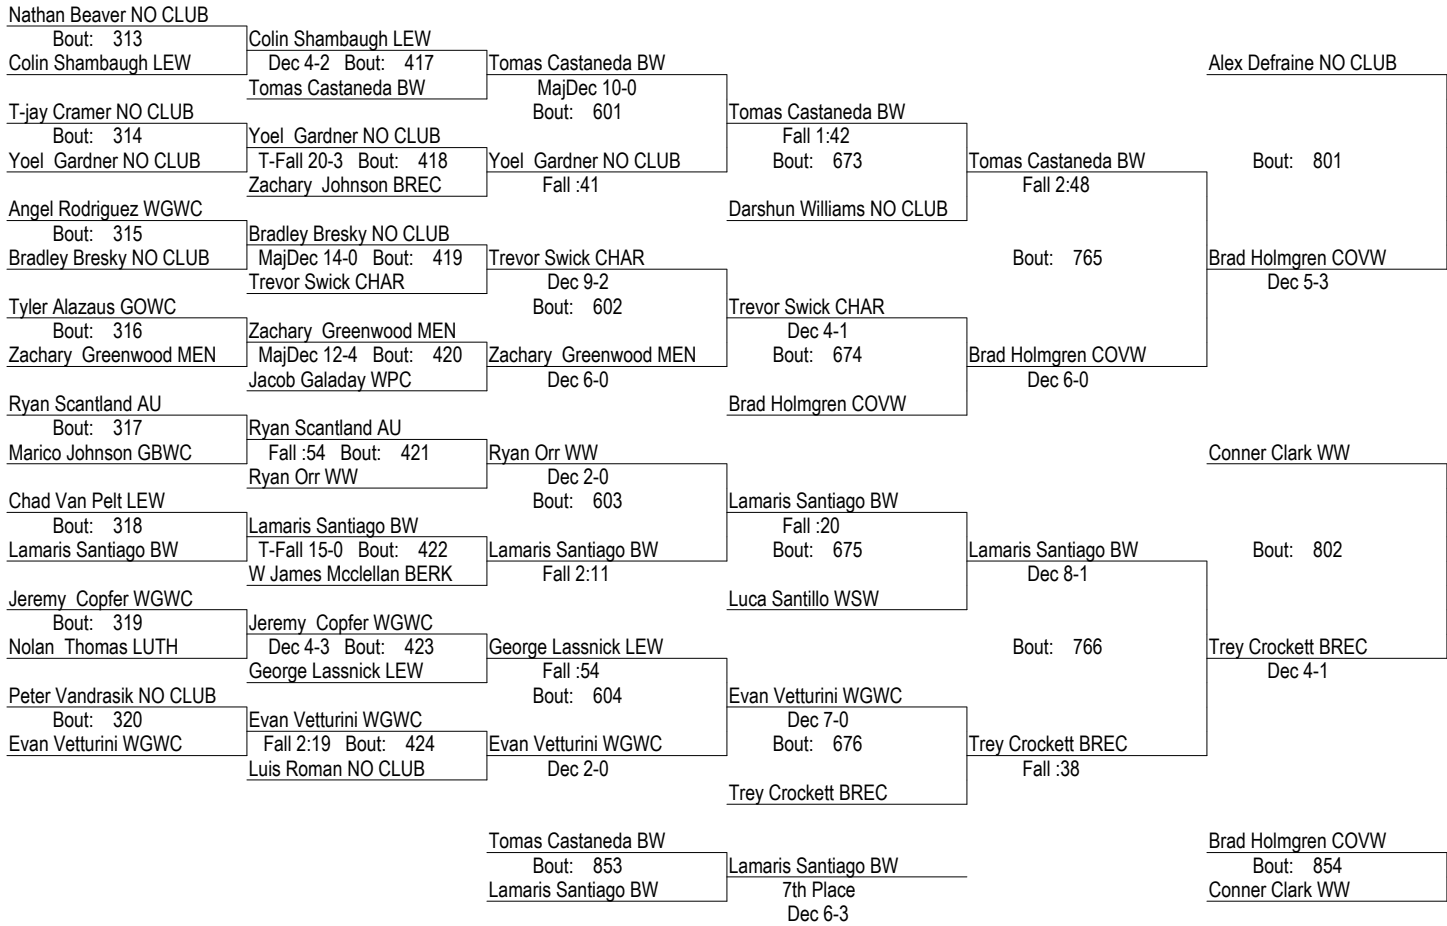 Nathan Beaver NO CLUB
Bout: 313 Colin Shambaugh LEW
Colin Shambaugh LEW Dec 4-2 Bout: 417 Tomas Castaneda BW Alex Defraine NO CLUB
Tomas Castaneda BW MajDec 10-0
T-jay Cramer NO CLUB Bout: 601 Tomas Castaneda BW
Bout: 314 Yoel Gardner NO CLUB Fall 1:42
Yoel Gardner NO CLUB T-Fall 20-3 Bout: 418 Yoel Gardner NO CLUB Bout: 673 Tomas Castaneda BW Bout: 801
Zachary Johnson BREC Fall :41 Fall 2:48
Angel Rodriguez WGWC Darshun Williams NO CLUB
Bout: 315 Bradley Bresky NO CLUB
Bradley Bresky NO CLUB MajDec 14-0 Bout: 419 Trevor Swick CHAR Bout: 765 Brad Holmgren COVW
Trevor Swick CHAR Dec 9-2 Dec 5-3
Tyler Alazaus GOWC Bout: 602 Trevor Swick CHAR
Bout: 316 Zachary Greenwood MEN Dec 4-1
Zachary Greenwood MEN MajDec 12-4 Bout: 420 Zachary Greenwood MEN Bout: 674 Brad Holmgren COVW
Jacob Galaday WPC Dec 6-0 Dec 6-0
Ryan Scantland AU Brad Holmgren COVW
Bout: 317 Ryan Scantland AU
Marico Johnson GBWC Fall :54 Bout: 421 Ryan Orr WW Conner Clark WW
Ryan Orr WW Dec 2-0
Chad Van Pelt LEW Bout: 603 Lamaris Santiago BW
Bout: 318 Lamaris Santiago BW Fall :20
Lamaris Santiago BW T-Fall 15-0 Bout: 422 Lamaris Santiago BW Bout: 675 Lamaris Santiago BW Bout: 802
W James Mcclellan BERK Fall 2:11 Dec 8-1
Jeremy Copfer WGWC Luca Santillo WSW
Bout: 319 Jeremy Copfer WGWC
Nolan Thomas LUTH Dec 4-3 Bout: 423 George Lassnick LEW Bout: 766 Trey Crockett BREC
George Lassnick LEW Fall :54 Dec 4-1
Peter Vandrasik NO CLUB Bout: 604 Evan Vetturini WGWC
Bout: 320 Evan Vetturini WGWC Dec 7-0
Evan Vetturini WGWC Fall 2:19 Bout: 424 Evan Vetturini WGWC Bout: 676 Trey Crockett BREC
Luis Roman NO CLUB Dec 2-0 Fall :38
Trey Crockett BREC
Tomas Castaneda BW Brad Holmgren COVW
Bout: 853 Lamaris Santiago BW Bout: 854
Lamaris Santiago BW 7th Place Conner Clark WW
Dec 6-3